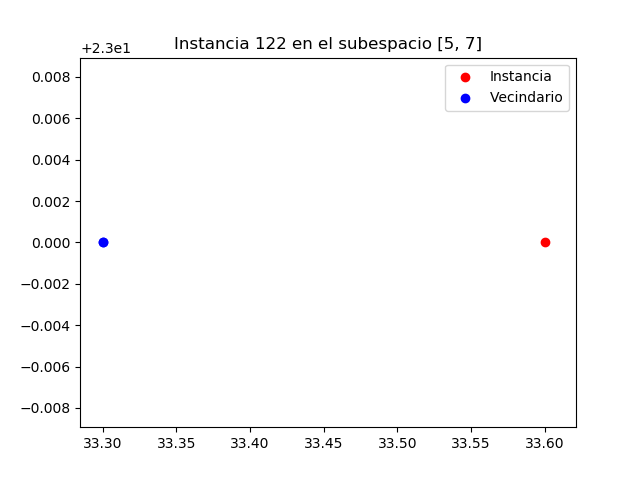 Instancia 122 en el subespacio [5, 7]
+2.3e1
0.008
0.006
0.004
0.002
0.000
−0.002
−0.004
−0.006
−0.008
Instancia
Vecindario
33.30 33.35 33.40 33.45 33.50 33.55 33.60